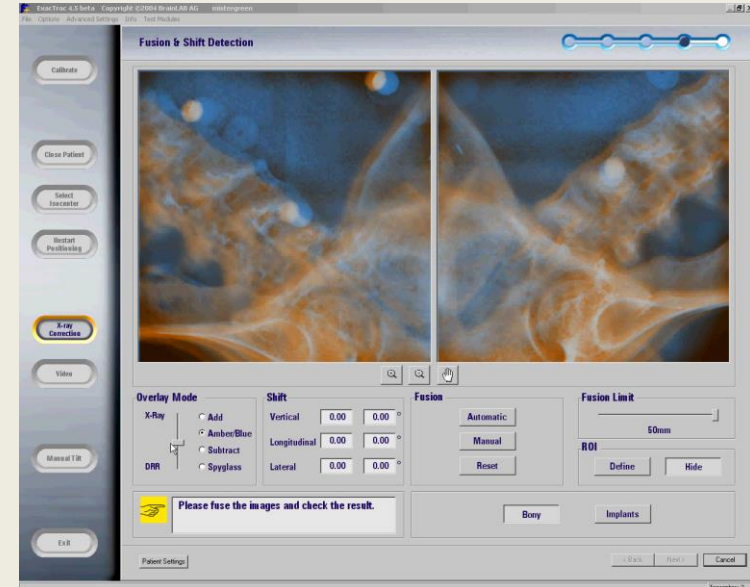 ExacTrac 4.5 beta Copyright ©2004 BrainLAB AG wintergreen
File Options Advanced Settings Info Test Modules
Fusion & Shift Detection
Calibrate
Close Patient
Select
Isocenter
Restart
Positioning
X-ray
Correction
Video
Manual Tilt
Exit
Overlay Mode
X-Ray
DRR
Add
Amber/Blue
Subtract
Spyglass
Shift
Vertical 0.00 0.00 °
Longitudinal 0.00 0.00 °
Lateral 0.00 0.00 °
Fusion
Automatic
Manual
Reset
Fusion Limit
50mm
ROI
Define Hide
Please fuse the images and check the result.
Bony Implants
Patient Settings
< Back Next > Cancel